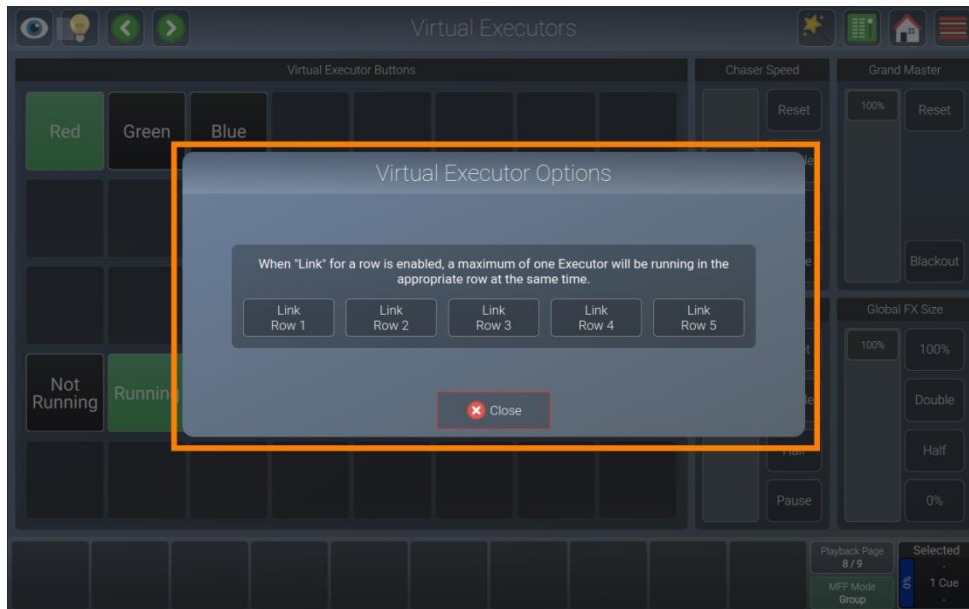 Virtual Executors
Virtual Executor Buttons
Chaser Speed
Grand Master
Red
Green
Blue
Reset
100%
Reset
Virtual Executor Options
When "Link" for a row is enabled, a maximum of one Executor will be running in the
appropriate row at the same time.
Blackout
Link
Row 1
Link
Row 2
Link
Row 3
Link
Row 4
Link
Row 5
Global FX Size
100%
100%
Not
Running
Running
Close
Double
Half
Half
Pause
0%
Playback Page
8 / 9
Selected
-
MFF Mode
Group
1 Cue
-